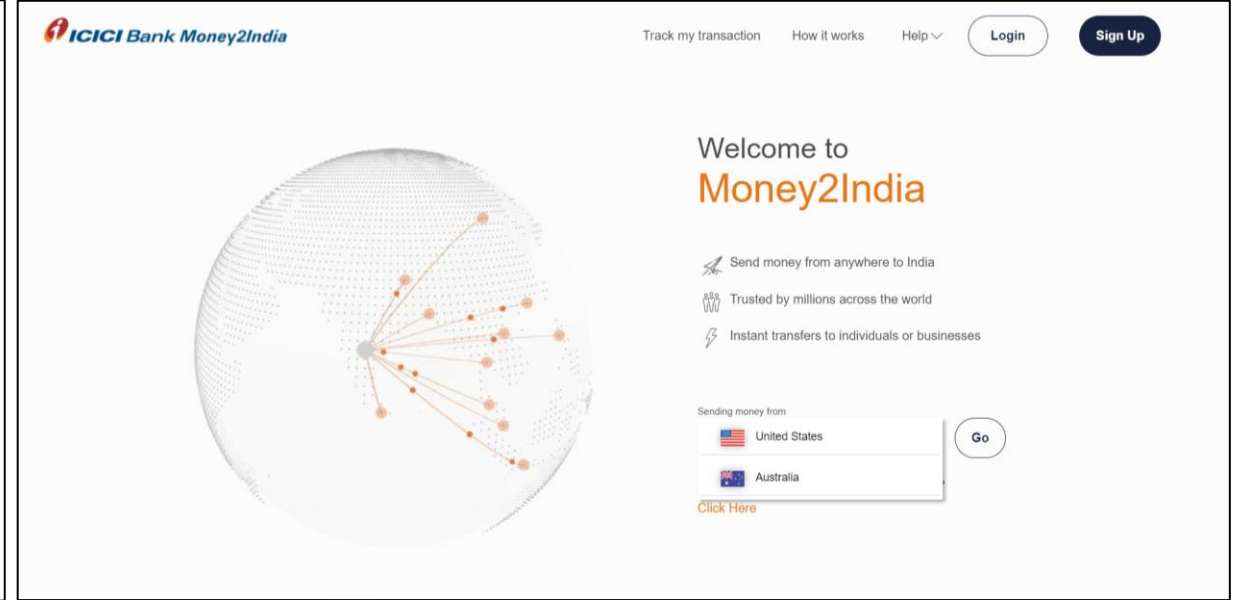 ICICI Bank Money2India
Track my transaction How it works Help Login Sign Up
Welcome to
Money2India
Send money from anywhere to India
Trusted by millions across the world
Instant transfers to individuals or businesses
Sending money from
United States
Go
Australia
Click Here